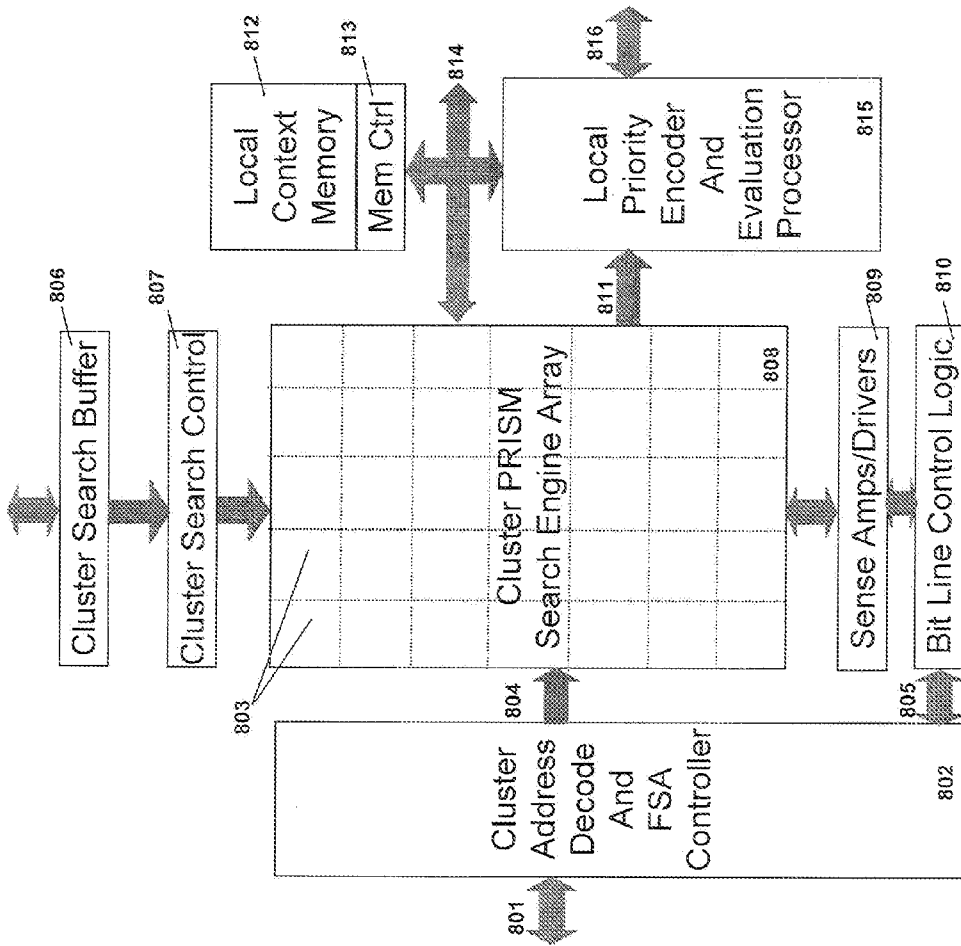 806
Cluster Search Buffer
807
Cluster Search Control
812
Local
Context
Memory
813
Mem Ctrl
814
803
Cluster PRISM
Search Engine Array
808
801
Cluster
Address
Decode
And
FSA
Controller
802
804
805
811
Local
Priority
Encoder
And
Evaluation
Processor
815
816
Sense Amps/Drivers
809
Bit Line Control Logic
810